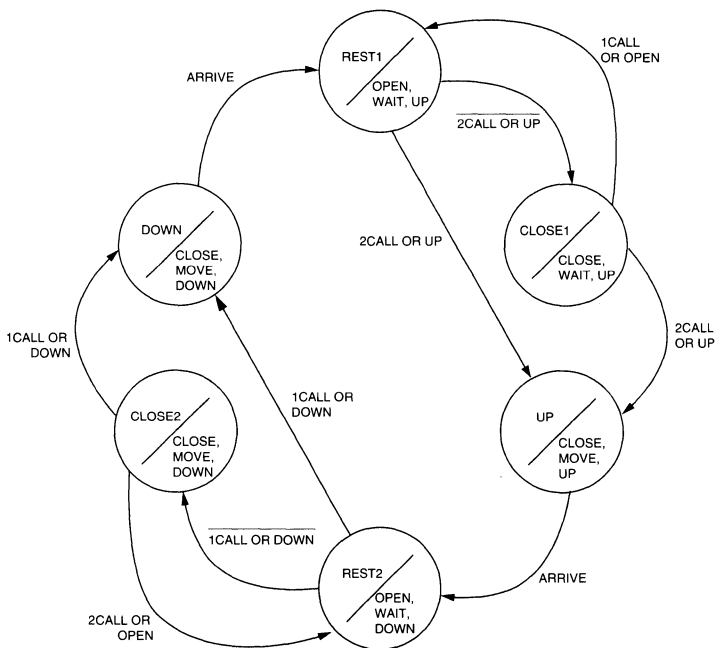 REST1
OPEN,
WAIT, UP
1CALL
OR OPEN
ARRIVE
2CALL OR UP
2CALL OR UP
DOWN
CLOSE,
MOVE,
DOWN
CLOSE1
CLOSE,
WAIT, UP
1CALL OR
DOWN
2CALL
OR UP
1CALL OR
DOWN
CLOSE2
CLOSE,
MOVE,
DOWN
UP
CLOSE,
MOVE,
UP
1CALL OR DOWN
REST2
OPEN,
WAIT,
DOWN
ARRIVE
2CALL OR
OPEN